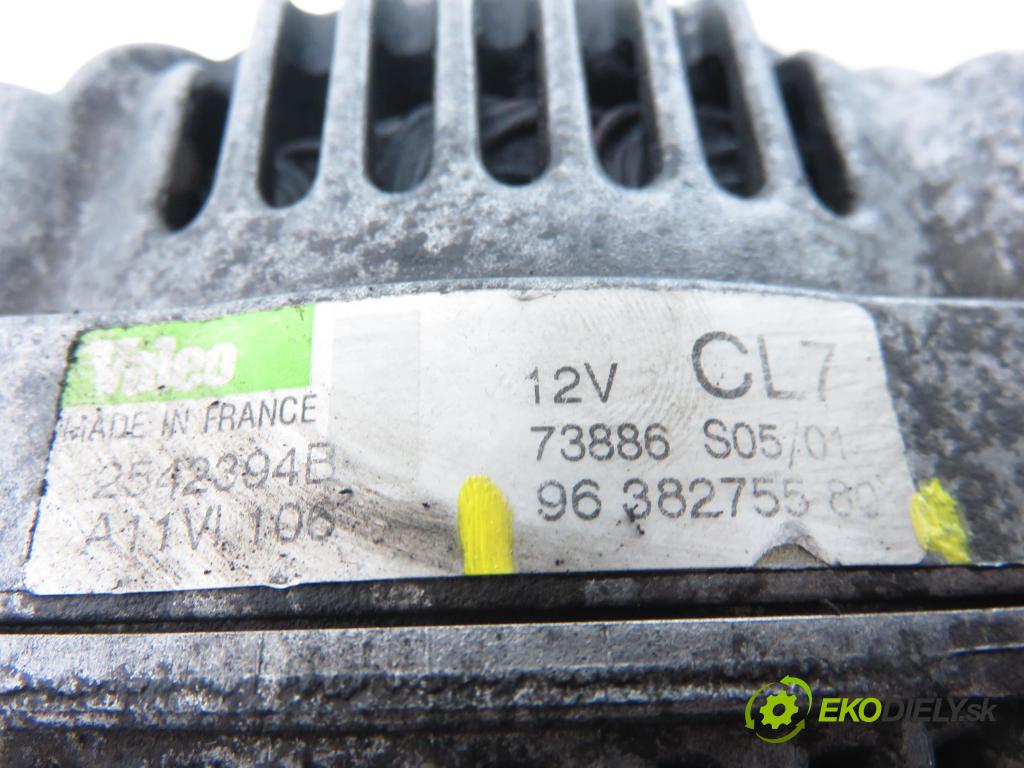 Valeo
MADE IN FRANCE
2542394B
A11VI 106
12V CL7
73886 S05/01
96 382755 80
EKODIELY.sk